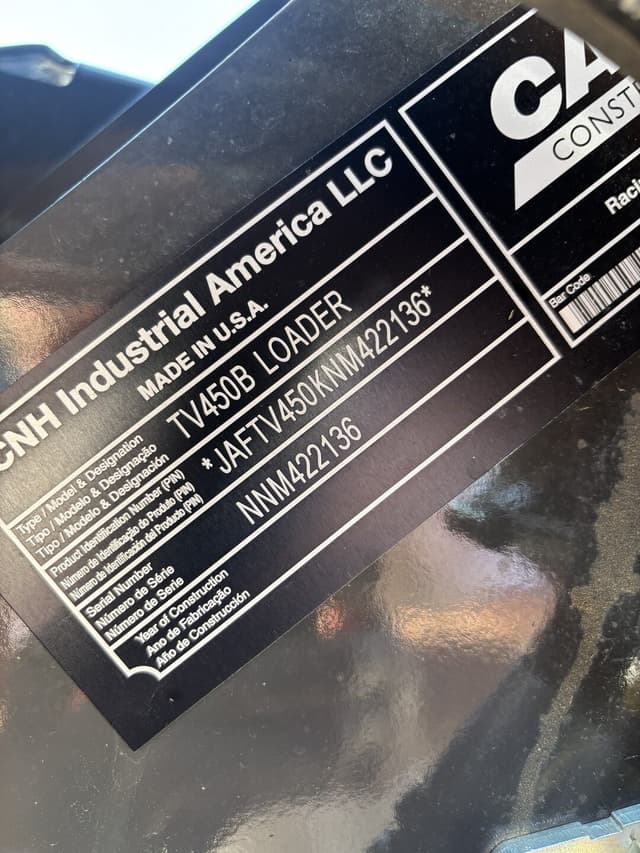 CNH Industrial America LLC
MADE IN U.S.A.
Type / Model & Designation
Tipo / Modelo & Designação
Tipo / Modelo & Designación
TV450B LOADER
Product Identification Number (PIN)
Número de Identificação do Produto (PIN)
Número de Identificación del Producto (PIN)
*JAFTV450KNM422136*
Serial Number
Número de Série
Número de Serie
NNM422136
Year of Construction
Ano de Fabricação
Año de Construcción
CA
CONST
Raci
Bar Code